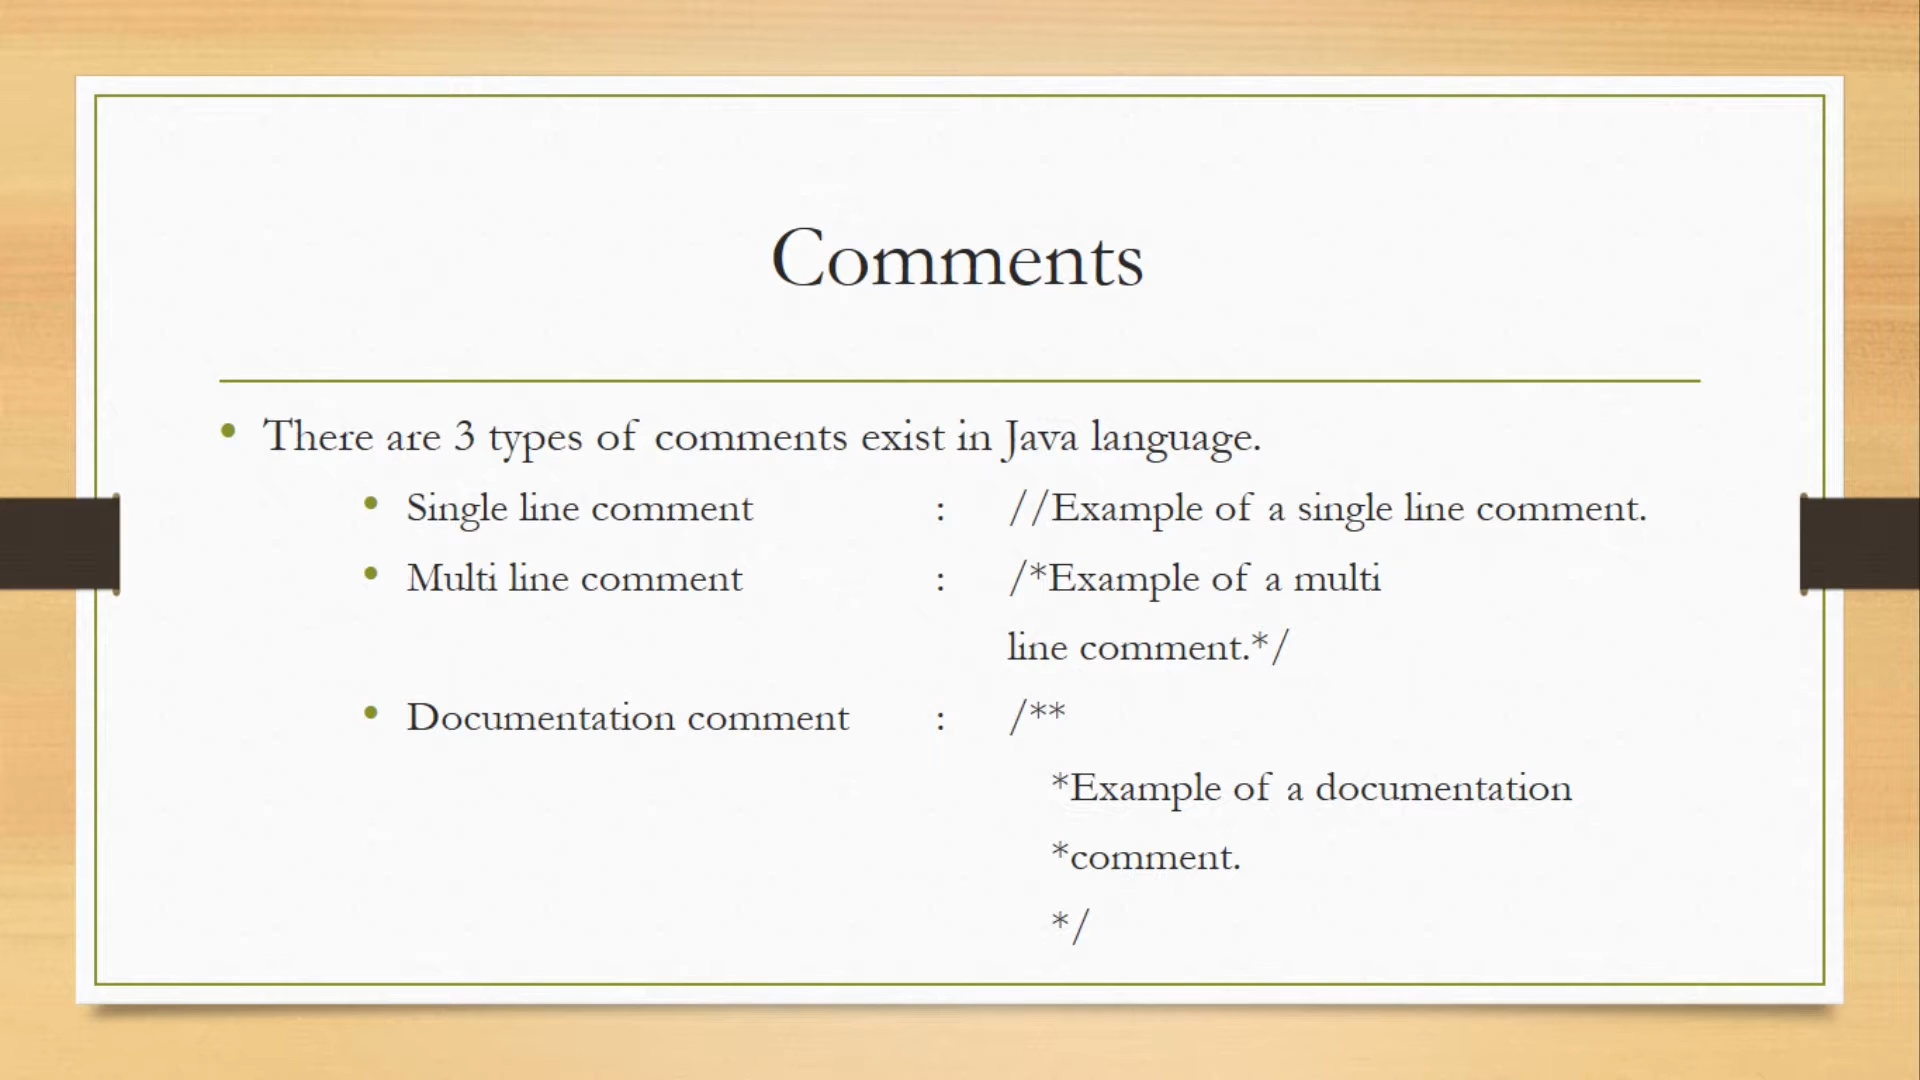 Comments
• There are 3 types of comments exist in Java language.
• Single line comment : //Example of a single line comment.
• Multi line comment : /*Example of a multi
line comment.*/
• Documentation comment : /**
*Example of a documentation
*comment.
*/